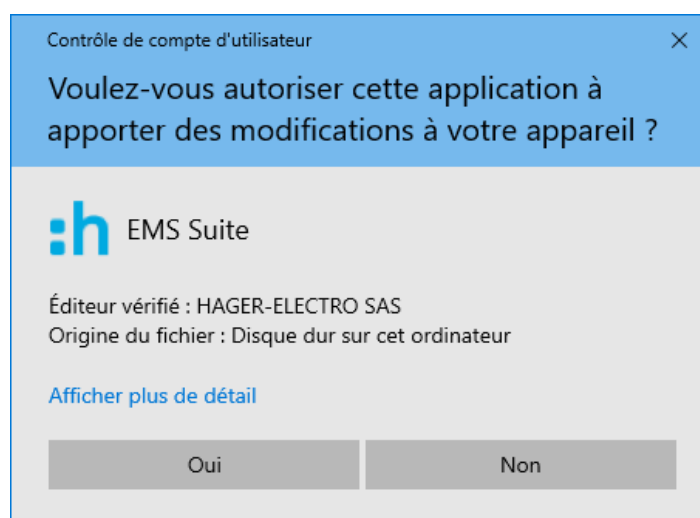 Contrôle de compte d'utilisateur
Voulez-vous autoriser cette application à
apporter des modifications à votre appareil ?
:h EMS Suite
Éditeur vérifié : HAGER-ELECTRO SAS
Origine du fichier : Disque dur sur cet ordinateur
Afficher plus de détail
Oui
Non